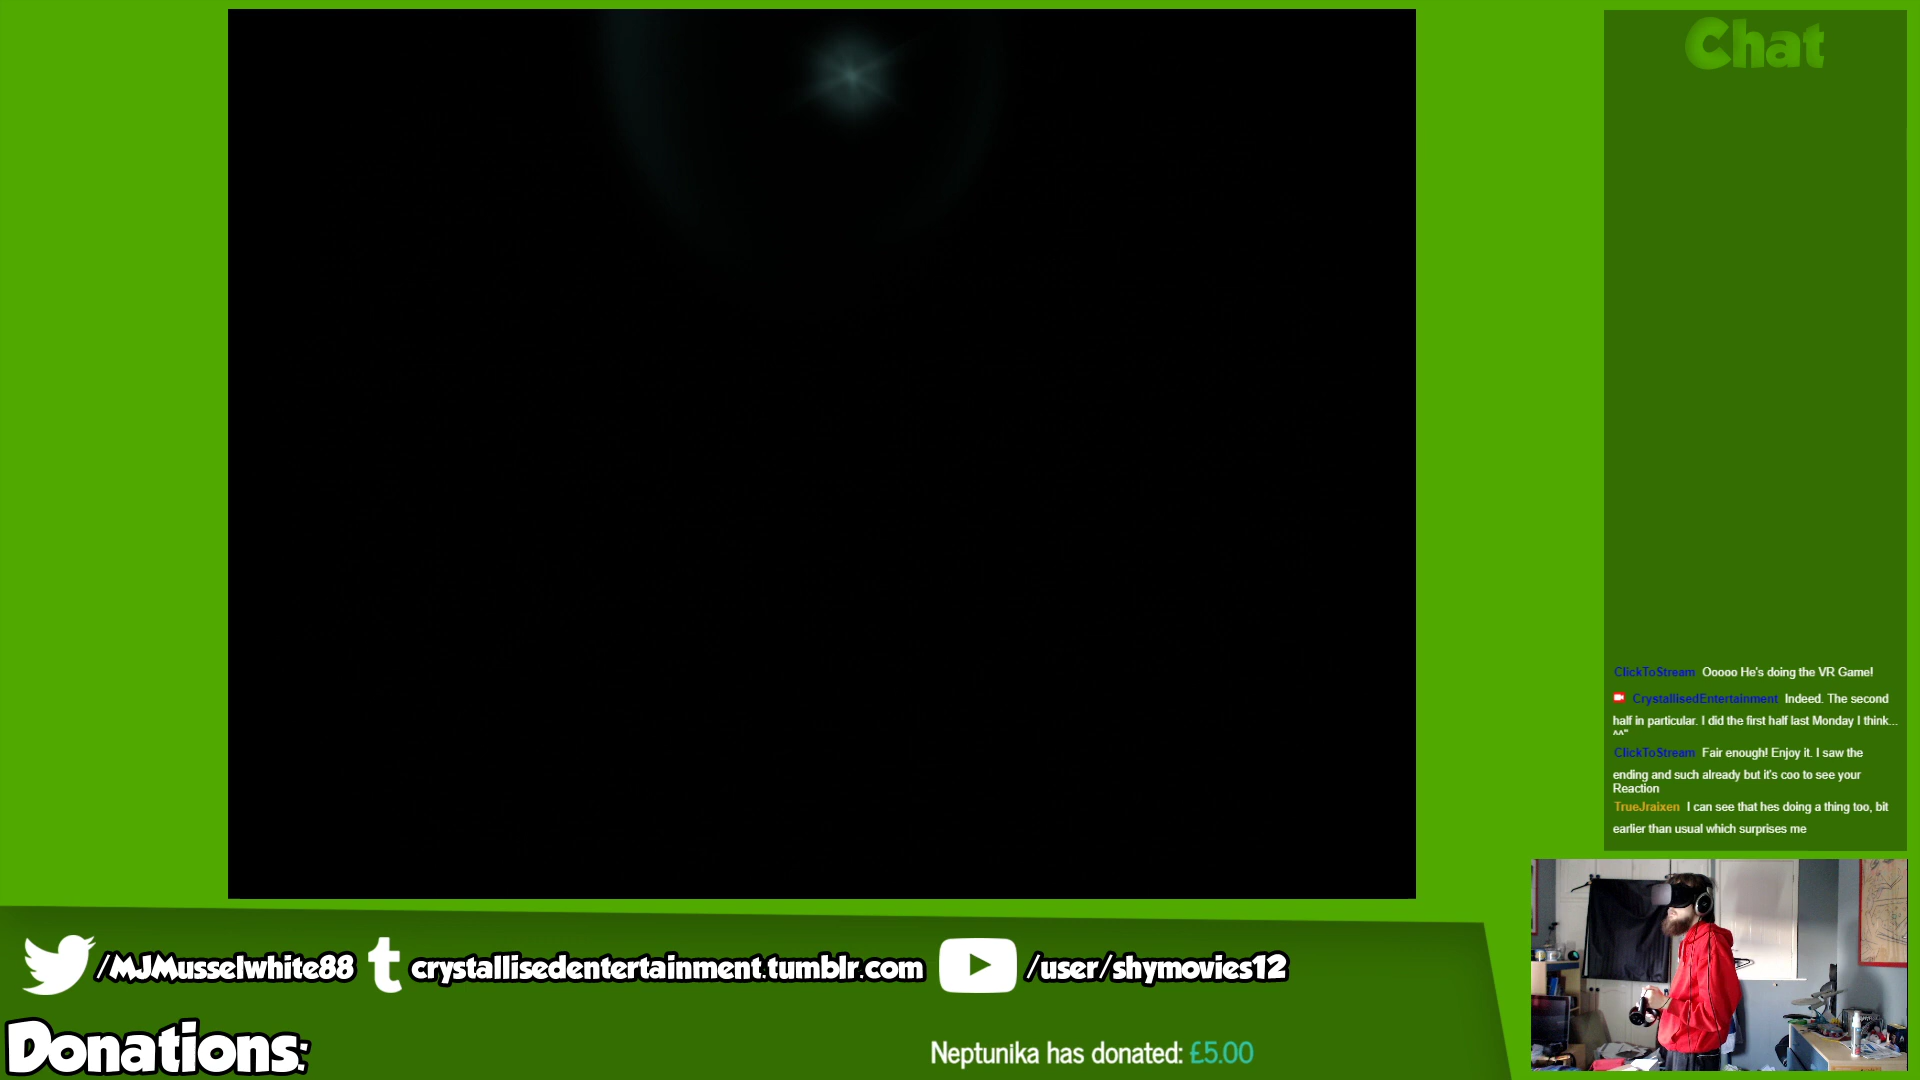 Chat
ClickToStream Ooooo He's doing the VR Game!
CrystallisedEntertainment Indeed. The second
half in particular. I did the first half last Monday I think...
^^"
ClickToStream Fair enough! Enjoy it. I saw the
ending and such already but it's coo to see your
Reaction
TrueJraixen I can see that hes doing a thing too, bit
earlier than usual which surprises me
/MJMusselwhite88 crystallisedentertainment.tumblr.com /user/shymovies12
Donations:
Neptunika has donated: £5.00